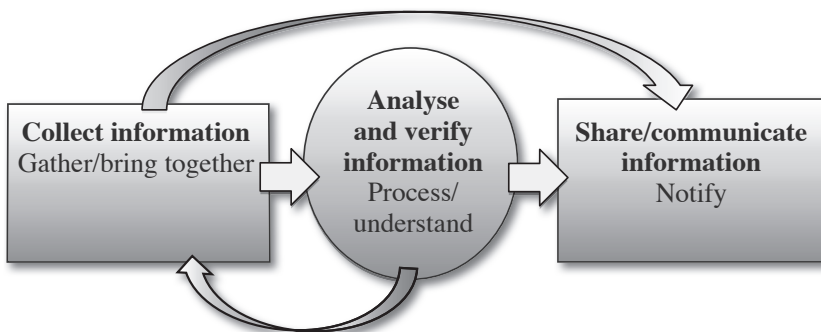 Collect information
Gather/bring together
Analyse
and verify
information
Process/
understand
Share/communicate
information
Notify